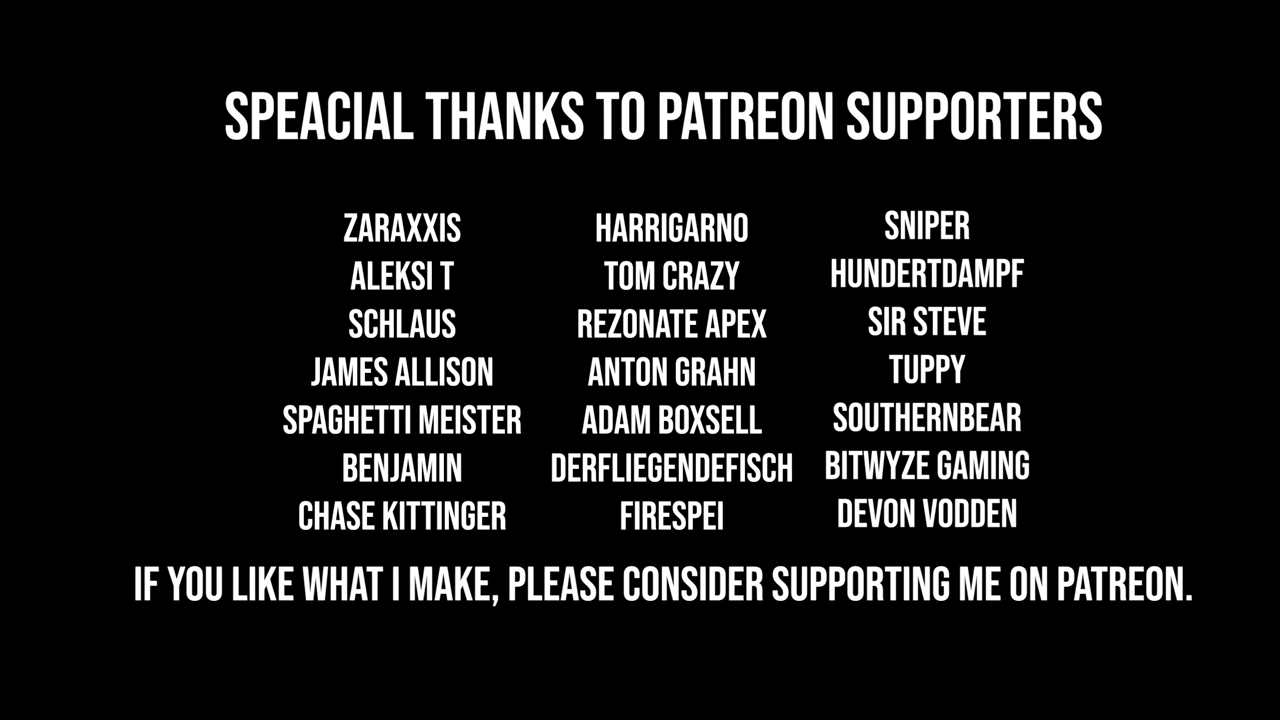 SPEACIAL THANKS TO PATREON SUPPORTERS
ZARAXXIS
ALEKSI T
SCHLAUS
JAMES ALLISON
SPAGHETTI MEISTER
BENJAMIN
CHASE KITTINGER
HARRIGARNO
TOM CRAZY
REZONATE APEX
ANTON GRAHN
ADAM BOXSELL
DERFLIEGENDEFISCH
FIRESPEI
SNIPER
HUNDERTDAMPF
SIR STEVE
TUPPY
SOUTHERNBEAR
BITWYZE GAMING
DEVON VODDEN
IF YOU LIKE WHAT I MAKE, PLEASE CONSIDER SUPPORTING ME ON PATREON.